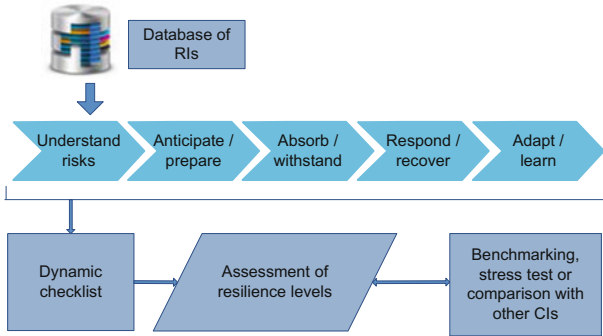 Database of
RIs
Understand
risks
Anticipate /
prepare
Absorb /
withstand
Respond /
recover
Adapt /
learn
Dynamic
checklist
Assessment of
resilience levels
Benchmarking,
stress test or
comparison with
other CIs